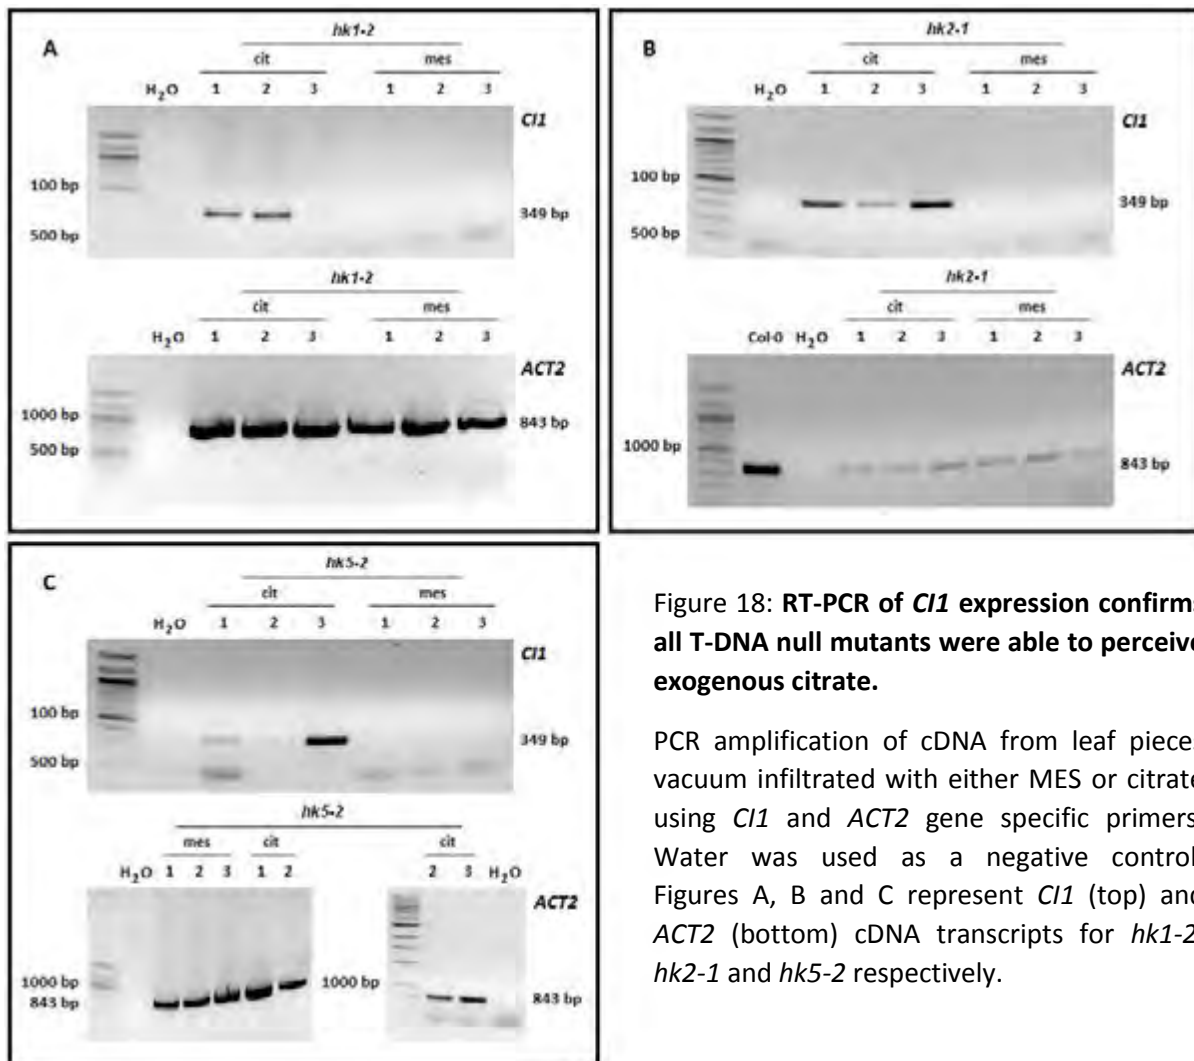 A
hk1-2
cit mes
H2O 1 2 3 1 2 3
CI1
100 bp
349 bp
500 bp
hk1-2
cit mes
H2O 1 2 3 1 2 3
ACT2
1000 bp
843 bp
500 bp
B
hk2-1
cit mes
H2O 1 2 3 1 2 3
CI1
100 bp
349 bp
500 bp
hk2-1
cit mes
Col-0 H2O 1 2 3 1 2 3
ACT2
1000 bp
843 bp
C
hk5-2
cit mes
H2O 1 2 3 1 2 3
CI1
100 bp
349 bp
500 bp
hk5-2
mes cit cit
H2O 1 2 3 1 2 2 3 H2O
ACT2
1000 bp 1000 bp
843 bp 843 bp
Figure 18: RT-PCR of CI1 expression confirms
all T-DNA null mutants were able to perceive
exogenous citrate.
PCR amplification of cDNA from leaf pieces
vacuum infiltrated with either MES or citrate
using CI1 and ACT2 gene specific primers
Water was used as a negative control
Figures A, B and C represent CI1 (top) and
ACT2 (bottom) cDNA transcripts for hk1-2
hk2-1 and hk5-2 respectively.